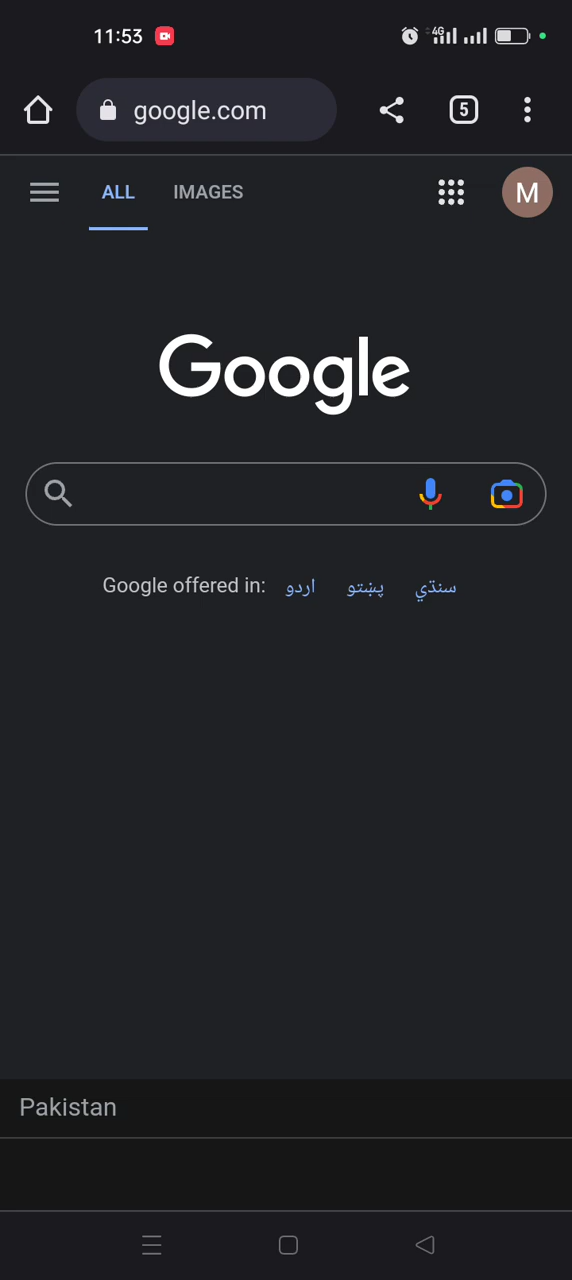 11:53
4G
google.com
5
ALL IMAGES
M
Google
Google offered in: اردو پښتو سنڌي
Pakistan